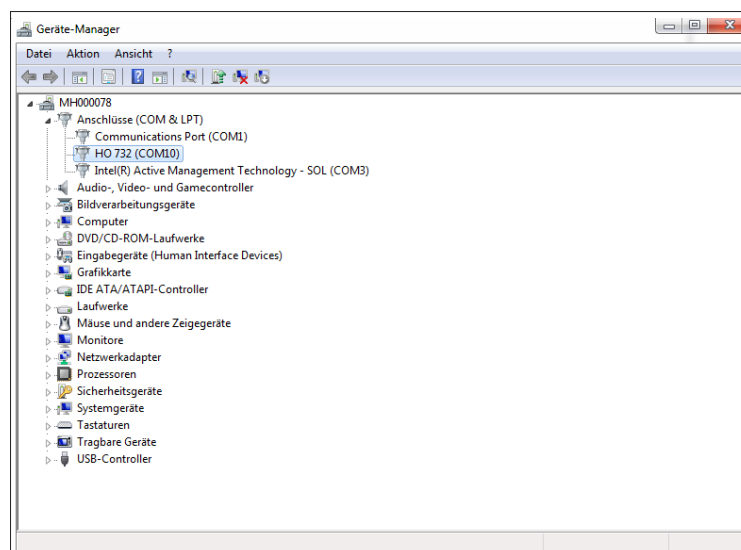 Geräte-Manager
Datei Aktion Ansicht ?
MH000078
Anschlüsse (COM & LPT)
Communications Port (COM1)
HO 732 (COM10)
Intel(R) Active Management Technology - SOL (COM3)
Audio-, Video- und Gamecontroller
Bildverarbeitungsgeräte
Computer
DVD/CD-ROM-Laufwerke
Eingabegeräte (Human Interface Devices)
Grafikkarte
IDE ATA/ATAPI-Controller
Laufwerke
Mäuse und andere Zeigegeräte
Monitore
Netzwerkadapter
Prozessoren
Sicherheitsgeräte
Systemgeräte
Tastaturen
Tragbare Geräte
USB-Controller